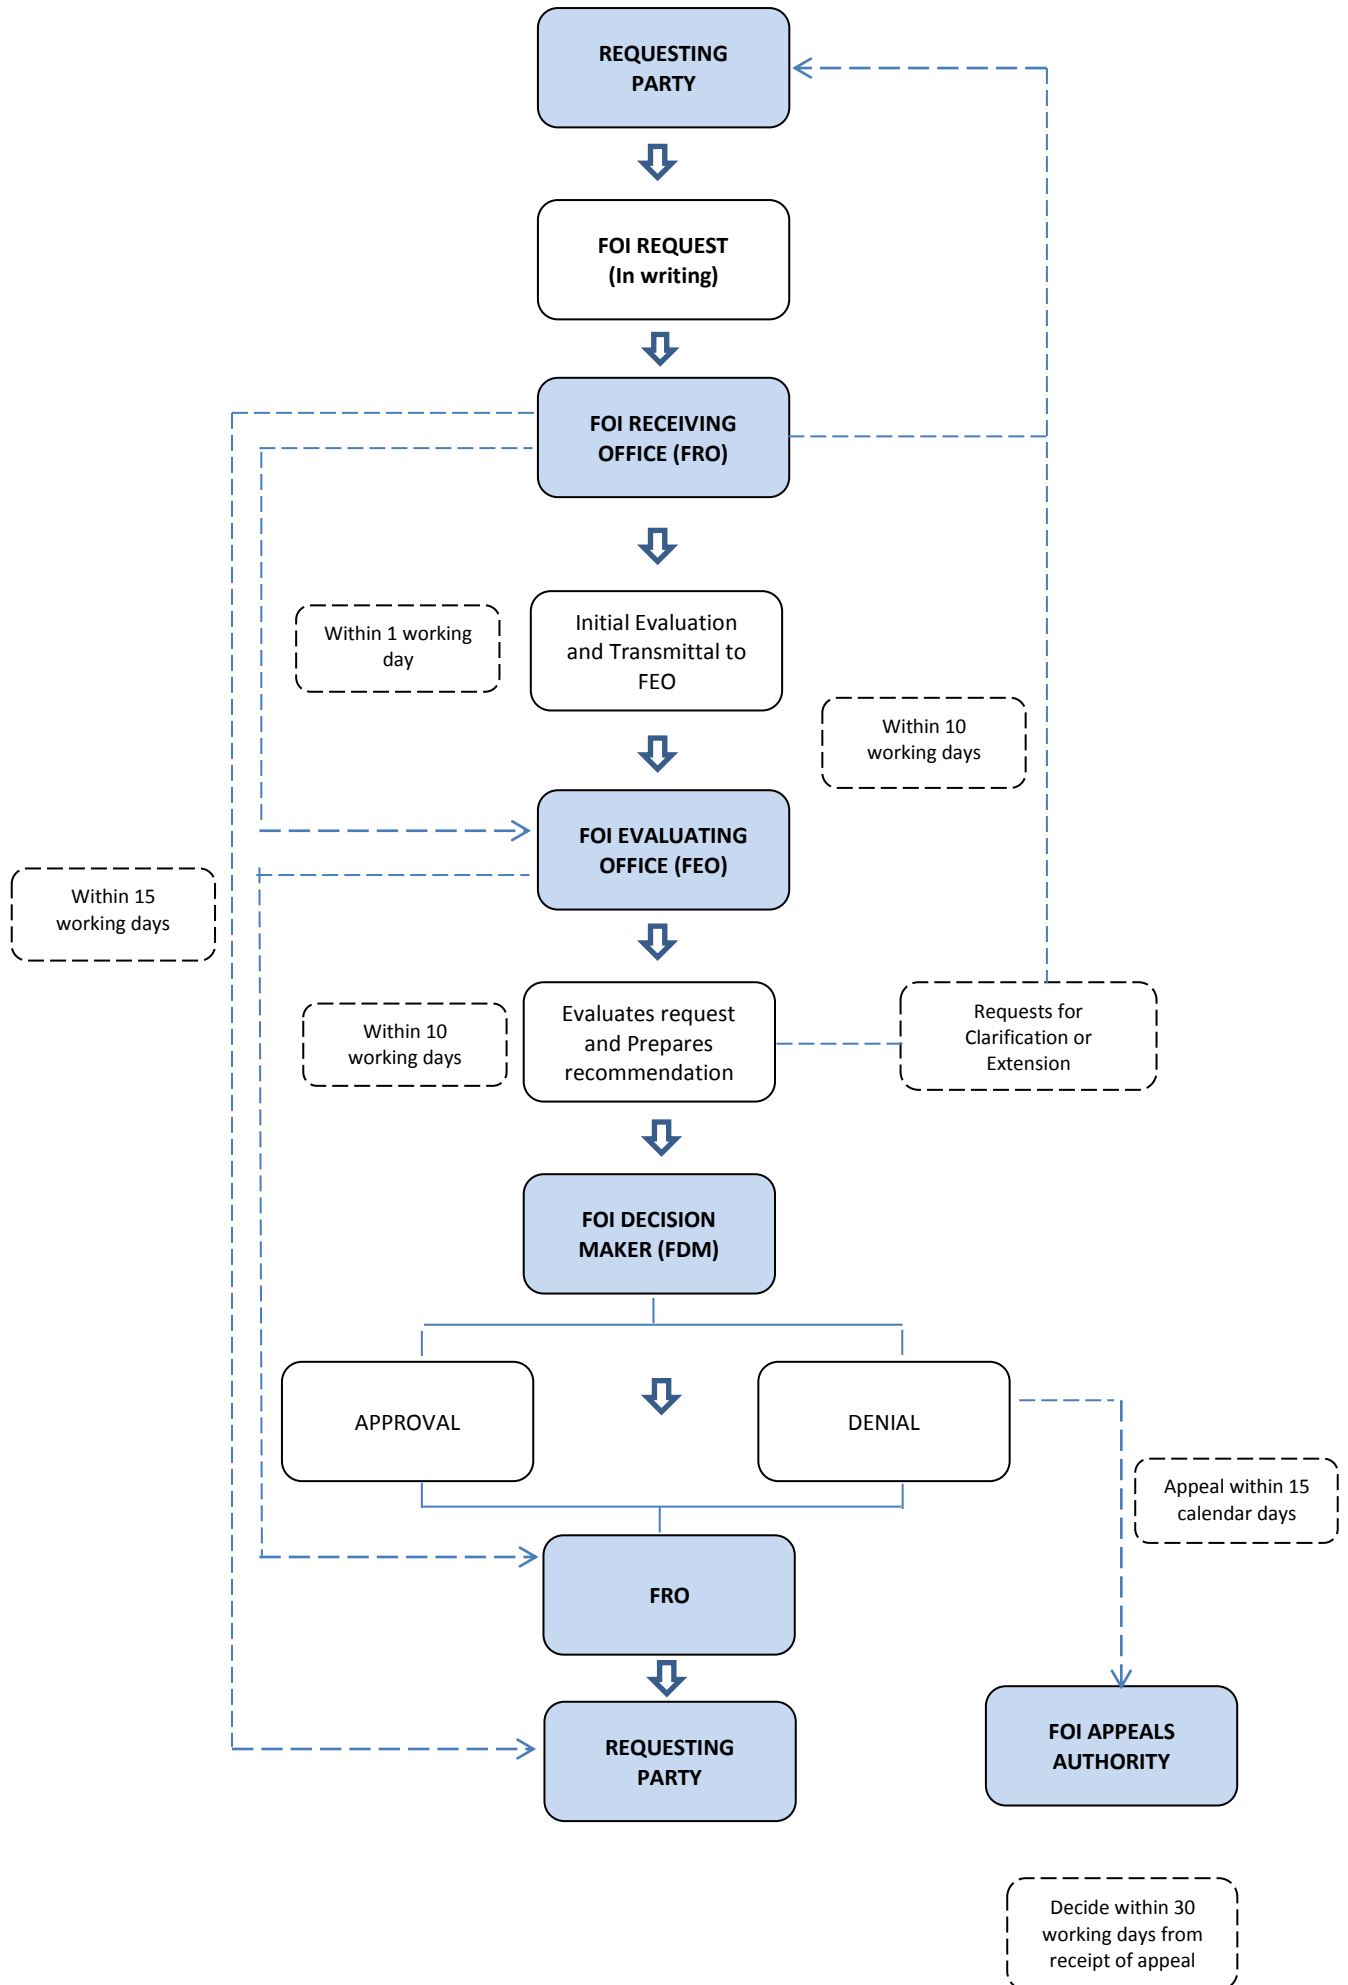 REQUESTING
PARTY
FOI REQUEST
(In writing)
FOI RECEIVING
OFFICE (FRO)
Within 1 working
day
Initial Evaluation
and Transmittal to
FEO
Within 10
working days
FOI EVALUATING
OFFICE (FEO)
Within 15
working days
Within 10
working days
Evaluates request
and Prepares
recommendation
Requests for
Clarification or
Extension
FOI DECISION
MAKER (FDM)
APPROVAL
DENIAL
Appeal within 15
calendar days
FRO
REQUESTING
PARTY
FOI APPEALS
AUTHORITY
Decide within 30
working days from
receipt of appeal